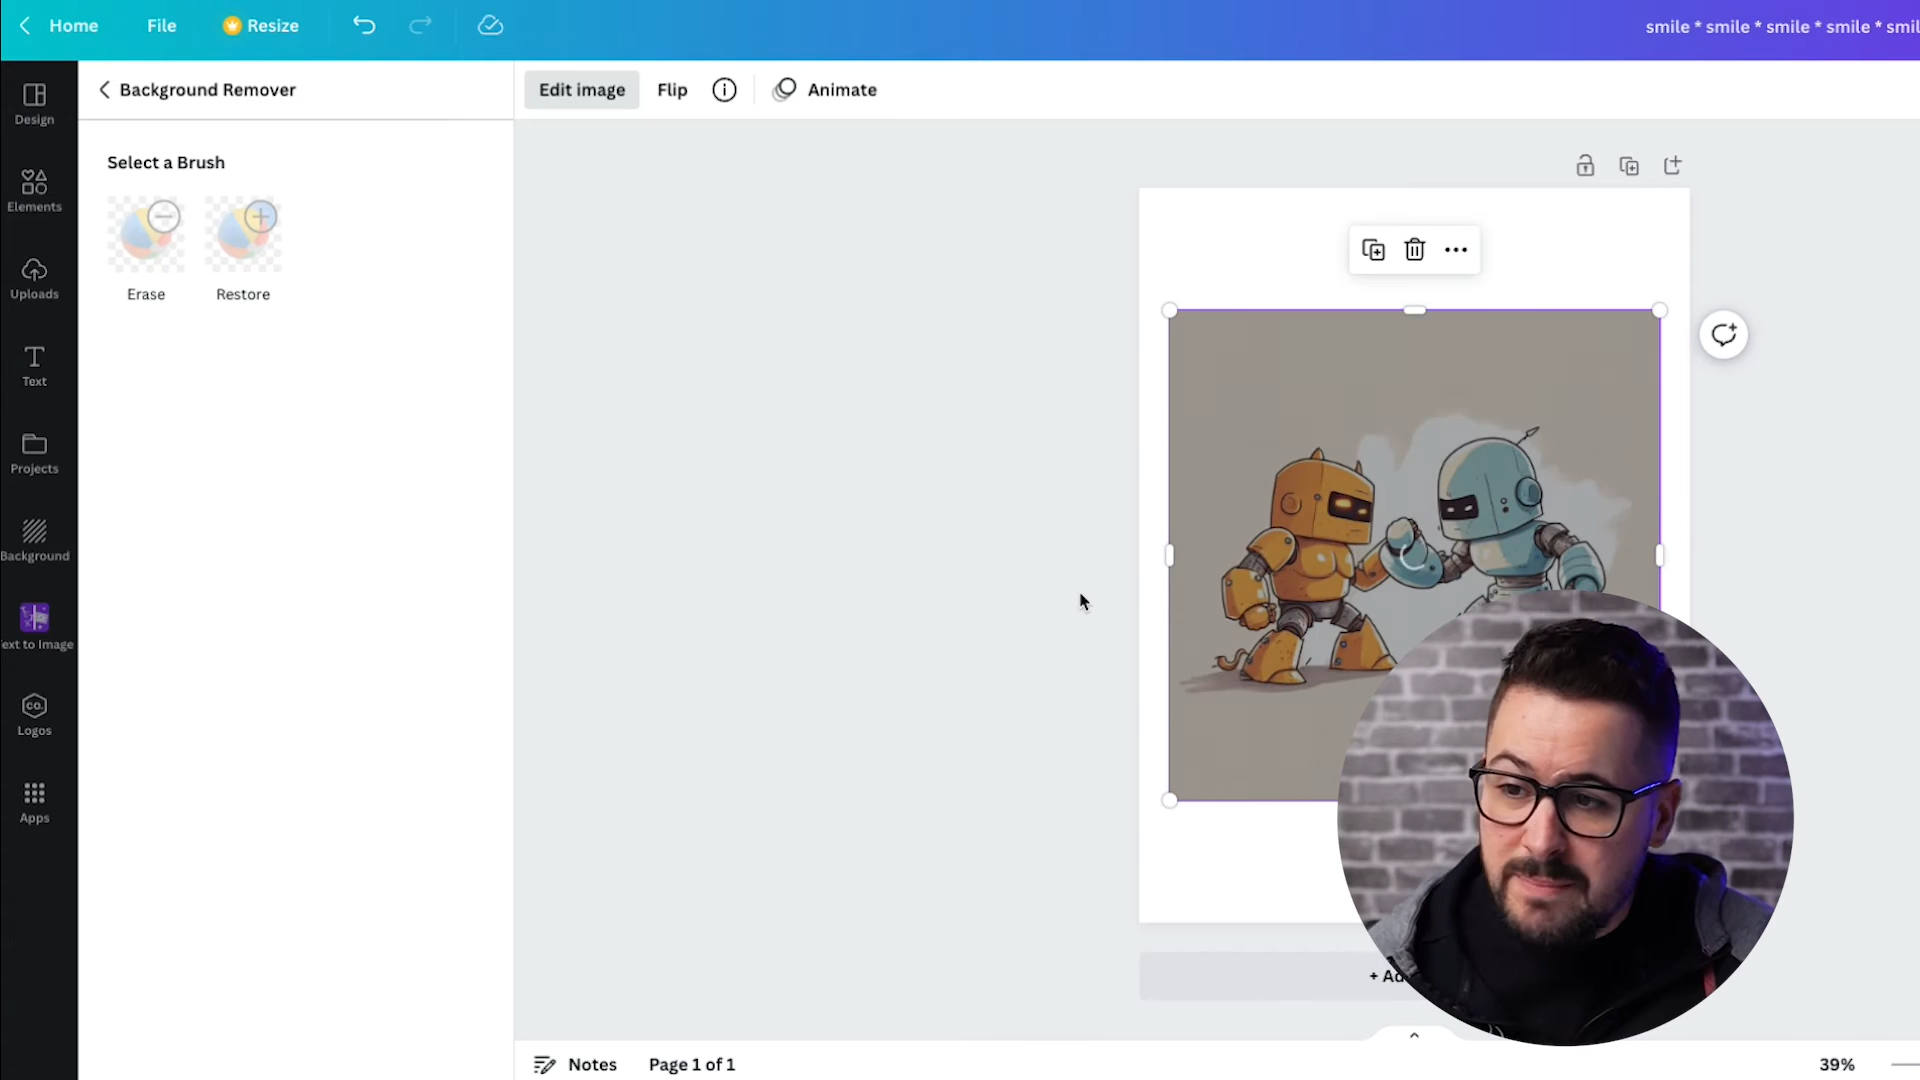 Home
File
Resize
smile * smile * smile * smile * smil
Design
Elements
Uploads
Text
Projects
Background
ext to Image
CO.
Logos
Apps
Background Remover
Select a Brush
Erase
Restore
Edit image
Flip
Animate
+ Ad
Notes
Page 1 of 1
39%